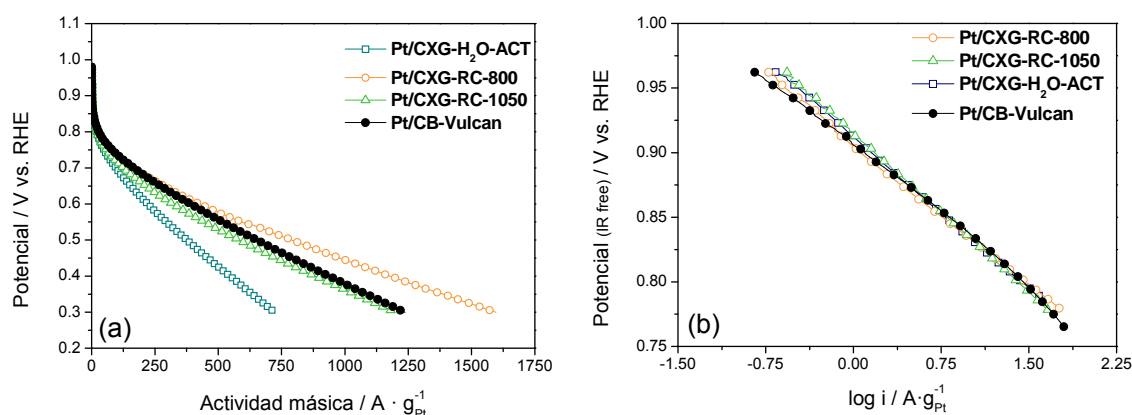 1.1
1.0
0.9
0.8
0.7
0.6
0.5
0.4
0.3
0.2
Potencial / V vs. RHE
Pt/CXG-H₂O-ACT
Pt/CXG-RC-800
Pt/CXG-RC-1050
Pt/CB-Vulcan
(a)
0 250 500 750 1000 1250 1500 1750
Actividad másica / A · g⁻¹Pt
1.00
0.95
0.90
0.85
0.80
0.75
Potencial (IR free) / V vs. RHE
Pt/CXG-RC-800
Pt/CXG-RC-1050
Pt/CXG-H₂O-ACT
Pt/CB-Vulcan
(b)
-1.50 -0.75 0.00 0.75 1.50 2.25
log i / A·g⁻¹Pt